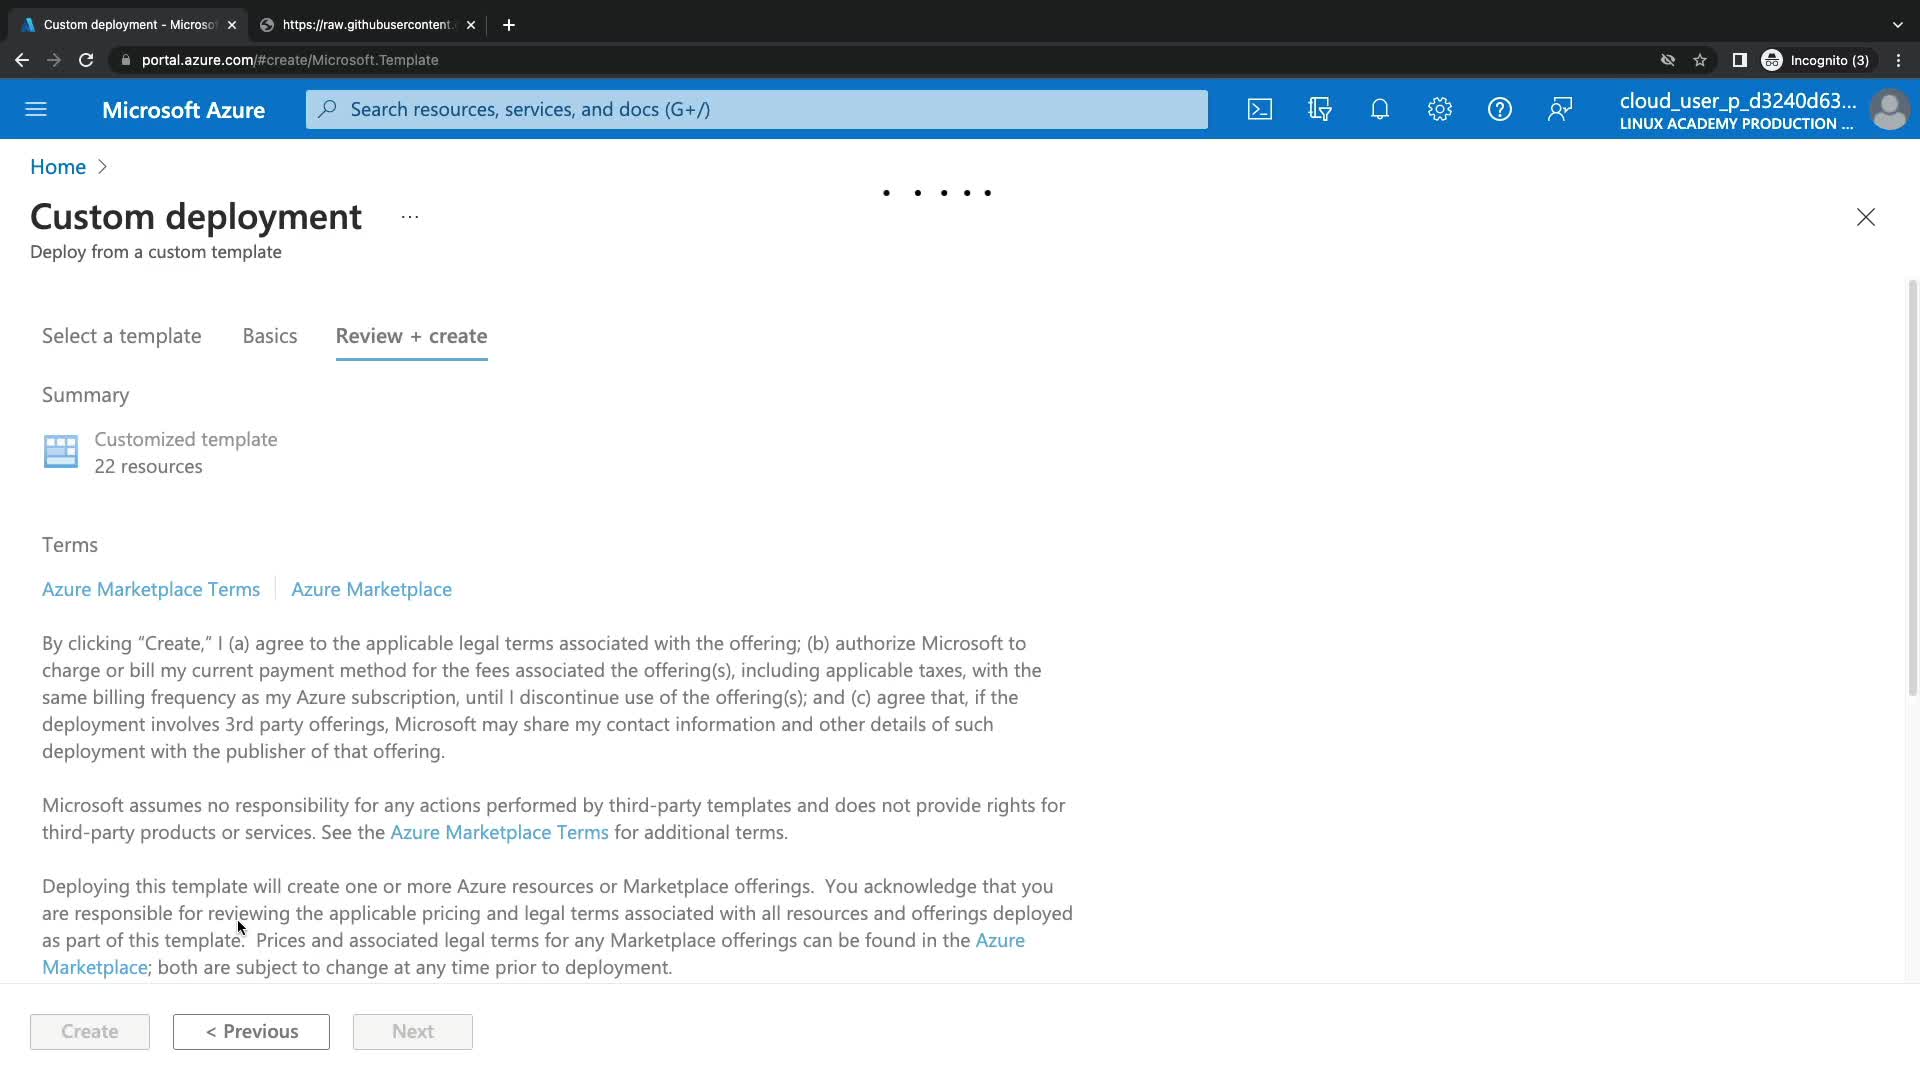 Custom deployment - Microsof
https://raw.githubusercontent.
portal.azure.com/#create/Microsoft.Template
Incognito (3)
Microsoft Azure
Search resources, services, and docs (G+/)
cloud_user_p_d3240d63...
LINUX ACADEMY PRODUCTION ...
Home
Custom deployment
...
Deploy from a custom template
Select a template
Basics
Review + create
Summary
Customized template
22 resources
Terms
Azure Marketplace Terms
Azure Marketplace
By clicking “Create,” I (a) agree to the applicable legal terms associated with the offering; (b) authorize Microsoft to
charge or bill my current payment method for the fees associated the offering(s), including applicable taxes, with the
same billing frequency as my Azure subscription, until I discontinue use of the offering(s); and (c) agree that, if the
deployment involves 3rd party offerings, Microsoft may share my contact information and other details of such
deployment with the publisher of that offering.
Microsoft assumes no responsibility for any actions performed by third-party templates and does not provide rights for
third-party products or services. See the Azure Marketplace Terms for additional terms.
Deploying this template will create one or more Azure resources or Marketplace offerings.  You acknowledge that you
are responsible for reviewing the applicable pricing and legal terms associated with all resources and offerings deployed
as part of this template.  Prices and associated legal terms for any Marketplace offerings can be found in the Azure
Marketplace; both are subject to change at any time prior to deployment.
Create
< Previous
Next